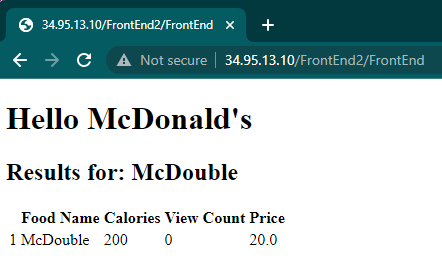 34.95.13.10/FrontEnd2/FrontEnd
Not secure 34.95.13.10/FrontEnd2/FrontEnd
Hello McDonald's
Results for: McDouble
Food Name Calories View Count Price
1 McDouble 200 0 20.0